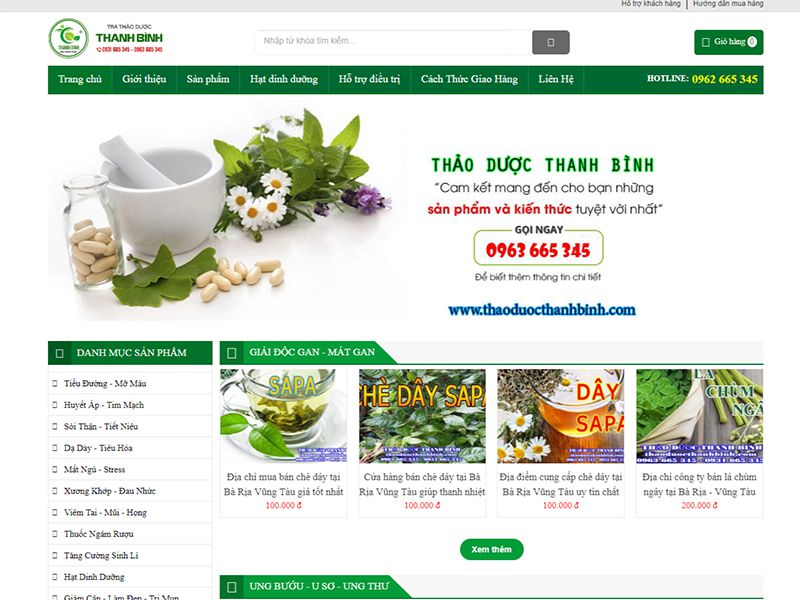 Hỗ trợ khách hàng
Hướng dẫn mua hàng
TRÀ THẢO DƯỢC
THANH BÌNH
0931 665 345 - 0963 665 345
THANH BÌNH
Nhập từ khóa tìm kiếm...
Giỏ hàng 0
Trang chủ
Giới thiệu
Sản phẩm
Hạt dinh dưỡng
Hỗ trợ điều trị
Cách Thức Giao Hàng
Liên Hệ
HOTLINE: 0962 665 345
THẢO DƯỢC THANH BÌNH
“Cam kết mang đến cho bạn những
sản phẩm và kiến thức tuyệt vời nhất”
GỌI NGAY
0963 665 345
Để biết thêm thông tin chi tiết
www.thaoduocthanhbinh.com
DANH MỤC SẢN PHẨM
Tiểu Đường - Mỡ Máu
Huyết Áp - Tim Mạch
Sỏi Thận - Tiết Niệu
Dạ Dày - Tiêu Hóa
Mất Ngủ - Stress
Xương Khớp - Đau Nhức
Viêm Tai - Mũi - Họng
Thuốc Ngâm Rượu
Tăng Cường Sinh Lí
Hạt Dinh Dưỡng
Giảm Cân - Làm Đẹp - Trị Mụn
GIẢI ĐỘC GAN - MÁT GAN
SAPA
CHÈ DÂY SAPA
DÂY
SAPA
LÁ
CHÙM
NGÂ
THẢO DƯỢC THANH BÌNH
thaoduocthanhbinh.com
Địa chỉ mua bán chè dây tại
Bà Rịa Vũng Tàu giá tốt nhất
100.000 đ
Cửa hàng bán chè dây tại Bà
Rịa Vũng Tàu giúp thanh nhiệt
100.000 đ
Địa điểm cung cấp chè dây tại
Bà Rịa Vũng Tàu uy tín chất
100.000 đ
Địa chỉ công ty bán lá chùm
ngây tại Bà Rịa - Vũng Tàu
200.000 đ
Xem thêm
UNG BƯỚU - U SƠ - UNG THƯ